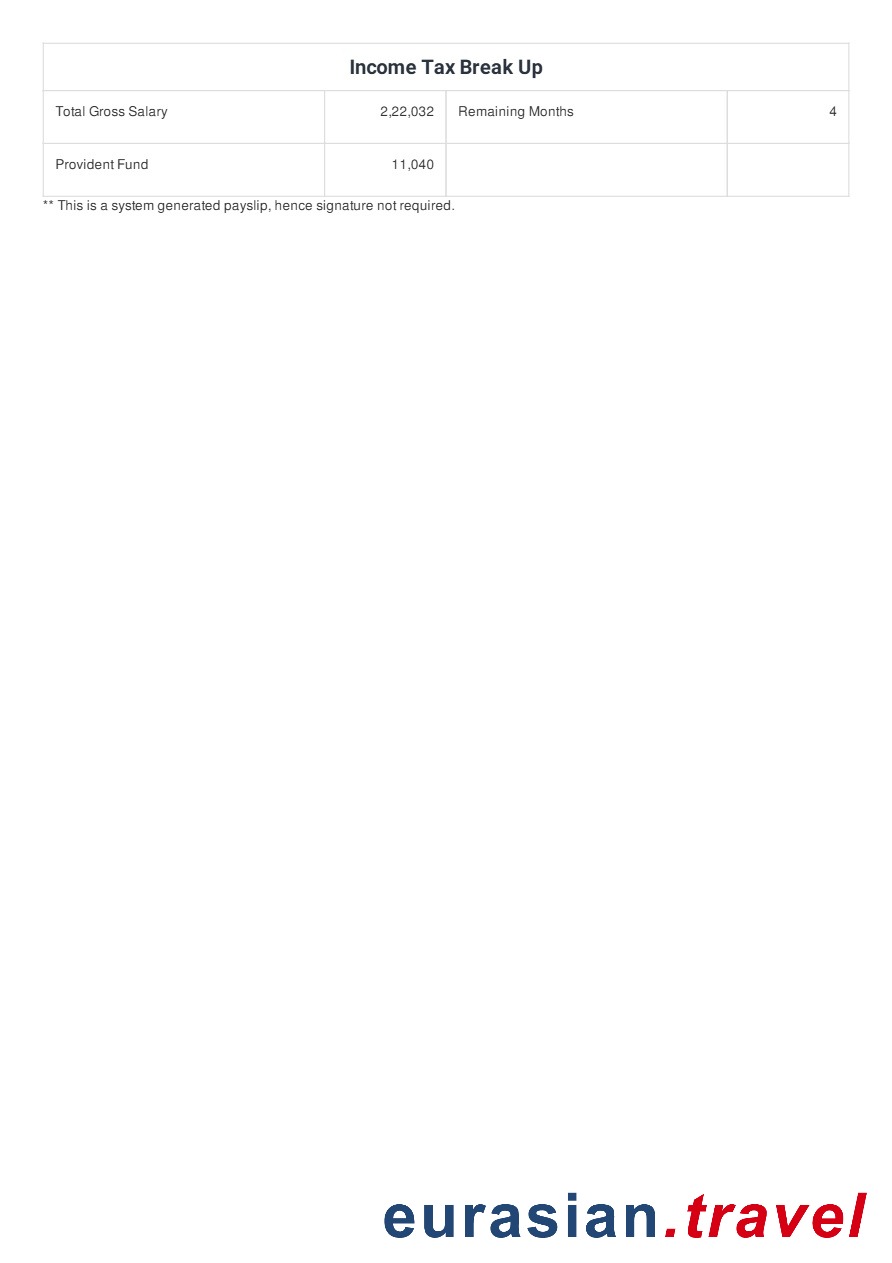 Income Tax Break Up
Total Gross Salary 2,22,032 Remaining Months 4
Provident Fund 11,040
** This is a system generated payslip, hence signature not required.
eurasian.travel